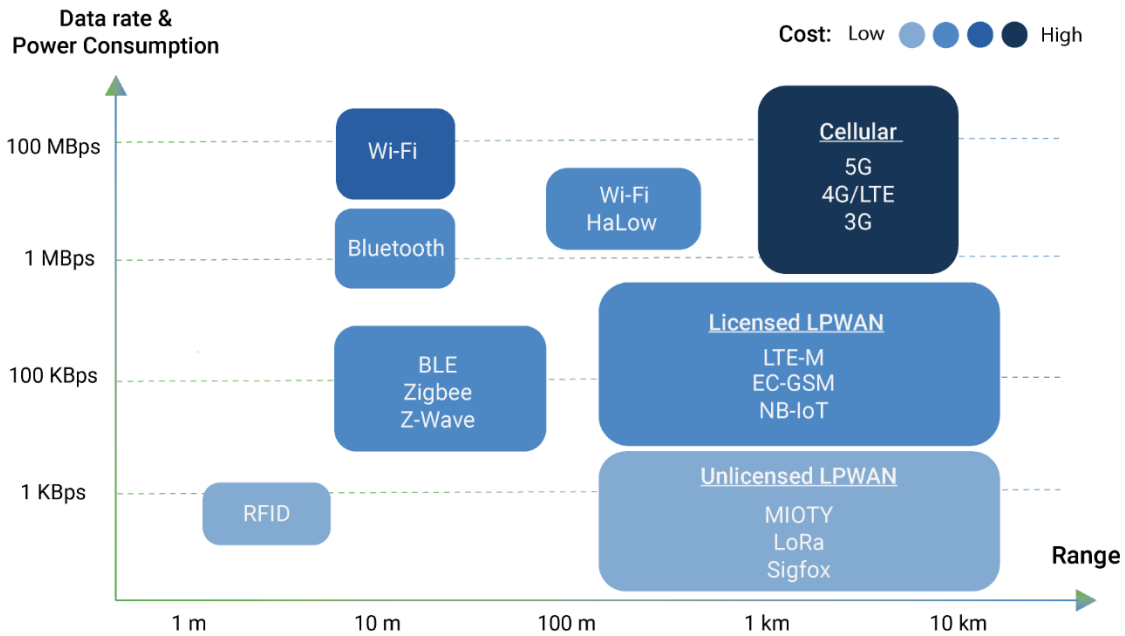 Data rate &
Power Consumption
Cost: Low High
100 MBps
1 MBps
100 KBps
1 KBps
Wi-Fi
Bluetooth
Wi-Fi
HaLow
Cellular
5G
4G/LTE
3G
BLE
Zigbee
Z-Wave
Licensed LPWAN
LTE-M
EC-GSM
NB-IoT
RFID
Unlicensed LPWAN
MIOTY
LoRa
Sigfox
Range
1 m
10 m
100 m
1 km
10 km